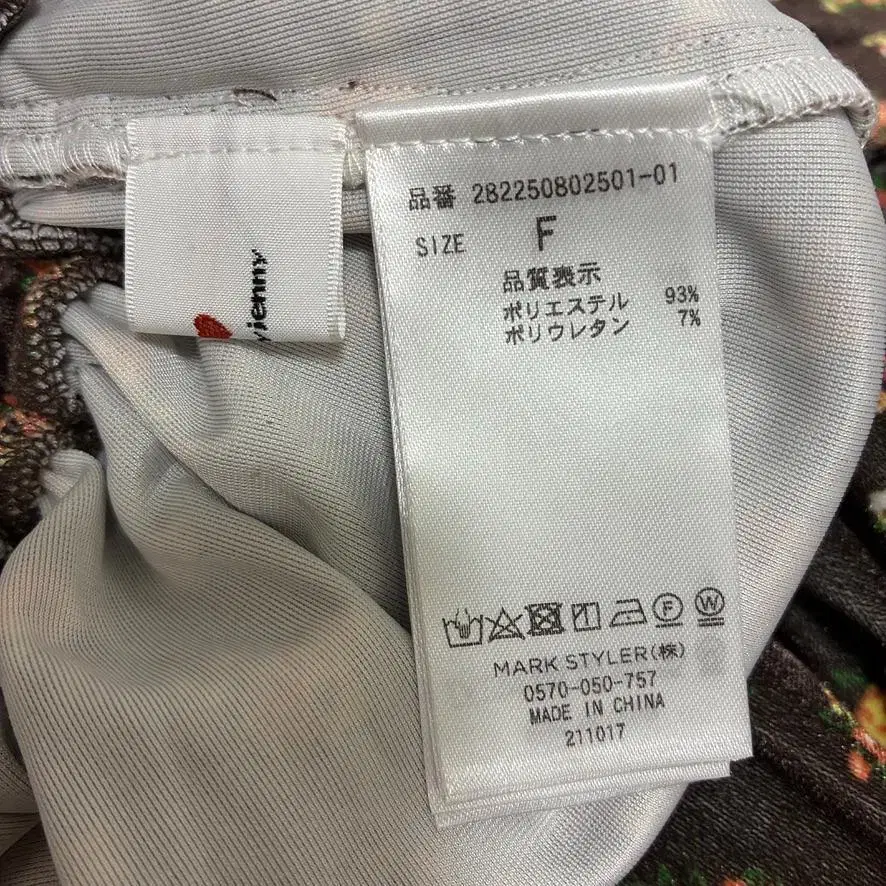 品番 282250802501-01
SIZE F
品質表示
ポリエステル 93%
ポリウレタン 7%
F W
MARK STYLER(株)
0570-050-757
MADE IN CHINA
211017
vienny